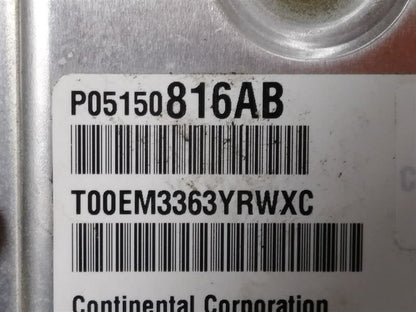 P05150816AB
T00EM3363YRWXC
Continental Corporation